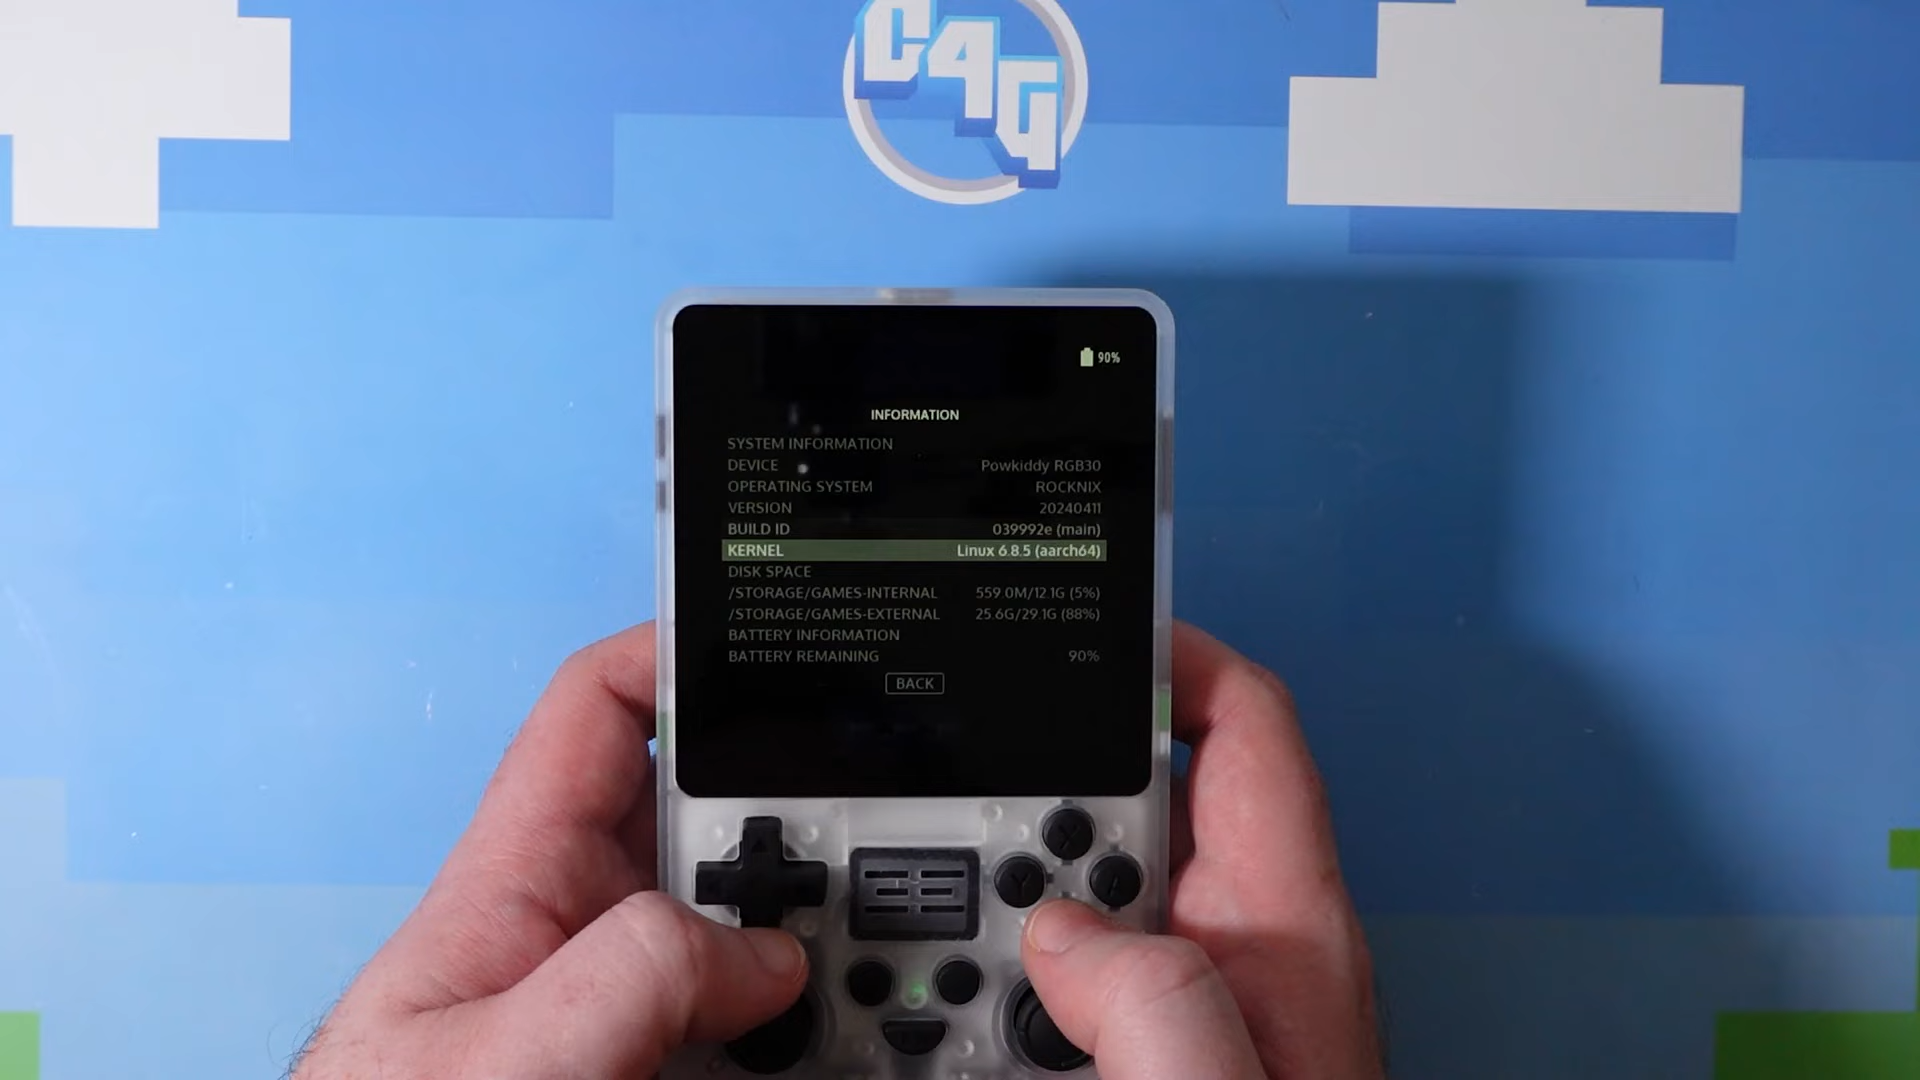 C4G
90%
INFORMATION
SYSTEM INFORMATION
DEVICE Powkiddy RGB30
OPERATING SYSTEM ROCKNIX
VERSION 20240411
BUILD ID 039992e (main)
KERNEL Linux 6.8.5 (aarch64)
DISK SPACE
/STORAGE/GAMES-INTERNAL 559.0M/12.1G (5%)
/STORAGE/GAMES-EXTERNAL 25.6G/29.1G (88%)
BATTERY INFORMATION
BATTERY REMAINING 90%
BACK
X
Y A